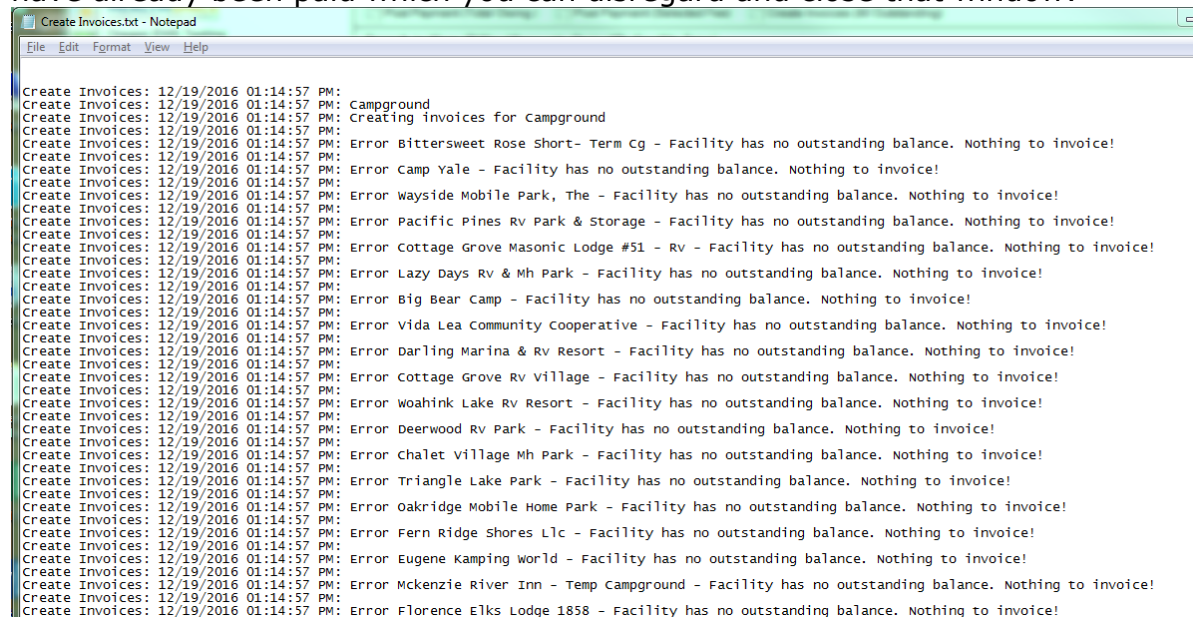 have already been paid which you can disregard and close that window.
Create Invoices.txt - Notepad
File Edit Format View Help
Create Invoices: 12/19/2016 01:14:57 PM:
Create Invoices: 12/19/2016 01:14:57 PM: Campground
Create Invoices: 12/19/2016 01:14:57 PM: Creating invoices for Campground
Create Invoices: 12/19/2016 01:14:57 PM:
Create Invoices: 12/19/2016 01:14:57 PM: Error Bittersweet Rose Short- Term Cg - Facility has no outstanding balance. Nothing to invoice!
Create Invoices: 12/19/2016 01:14:57 PM:
Create Invoices: 12/19/2016 01:14:57 PM: Error Camp Yale - Facility has no outstanding balance. Nothing to invoice!
Create Invoices: 12/19/2016 01:14:57 PM:
Create Invoices: 12/19/2016 01:14:57 PM: Error Wayside Mobile Park, The - Facility has no outstanding balance. Nothing to invoice!
Create Invoices: 12/19/2016 01:14:57 PM:
Create Invoices: 12/19/2016 01:14:57 PM: Error Pacific Pines Rv Park & Storage - Facility has no outstanding balance. Nothing to invoice!
Create Invoices: 12/19/2016 01:14:57 PM:
Create Invoices: 12/19/2016 01:14:57 PM: Error Cottage Grove Masonic Lodge #51 - Rv - Facility has no outstanding balance. Nothing to invoice!
Create Invoices: 12/19/2016 01:14:57 PM:
Create Invoices: 12/19/2016 01:14:57 PM: Error Lazy Days Rv & Mh Park - Facility has no outstanding balance. Nothing to invoice!
Create Invoices: 12/19/2016 01:14:57 PM:
Create Invoices: 12/19/2016 01:14:57 PM: Error Big Bear Camp - Facility has no outstanding balance. Nothing to invoice!
Create Invoices: 12/19/2016 01:14:57 PM:
Create Invoices: 12/19/2016 01:14:57 PM: Error Vida Lea Community Cooperative - Facility has no outstanding balance. Nothing to invoice!
Create Invoices: 12/19/2016 01:14:57 PM:
Create Invoices: 12/19/2016 01:14:57 PM: Error Darling Marina & Rv Resort - Facility has no outstanding balance. Nothing to invoice!
Create Invoices: 12/19/2016 01:14:57 PM:
Create Invoices: 12/19/2016 01:14:57 PM: Error Cottage Grove Rv Village - Facility has no outstanding balance. Nothing to invoice!
Create Invoices: 12/19/2016 01:14:57 PM:
Create Invoices: 12/19/2016 01:14:57 PM: Error Woahink Lake Rv Resort - Facility has no outstanding balance. Nothing to invoice!
Create Invoices: 12/19/2016 01:14:57 PM:
Create Invoices: 12/19/2016 01:14:57 PM: Error Deerwood Rv Park - Facility has no outstanding balance. Nothing to invoice!
Create Invoices: 12/19/2016 01:14:57 PM:
Create Invoices: 12/19/2016 01:14:57 PM: Error Chalet Village Mh Park - Facility has no outstanding balance. Nothing to invoice!
Create Invoices: 12/19/2016 01:14:57 PM:
Create Invoices: 12/19/2016 01:14:57 PM: Error Triangle Lake Park - Facility has no outstanding balance. Nothing to invoice!
Create Invoices: 12/19/2016 01:14:57 PM:
Create Invoices: 12/19/2016 01:14:57 PM: Error Oakridge Mobile Home Park - Facility has no outstanding balance. Nothing to invoice!
Create Invoices: 12/19/2016 01:14:57 PM:
Create Invoices: 12/19/2016 01:14:57 PM: Error Fern Ridge Shores Llc - Facility has no outstanding balance. Nothing to invoice!
Create Invoices: 12/19/2016 01:14:57 PM:
Create Invoices: 12/19/2016 01:14:57 PM: Error Eugene Kamping World - Facility has no outstanding balance. Nothing to invoice!
Create Invoices: 12/19/2016 01:14:57 PM:
Create Invoices: 12/19/2016 01:14:57 PM: Error Mckenzie River Inn - Temp Campground - Facility has no outstanding balance. Nothing to invoice!
Create Invoices: 12/19/2016 01:14:57 PM:
Create Invoices: 12/19/2016 01:14:57 PM: Error Florence Elks Lodge 1858 - Facility has no outstanding balance. Nothing to invoice!